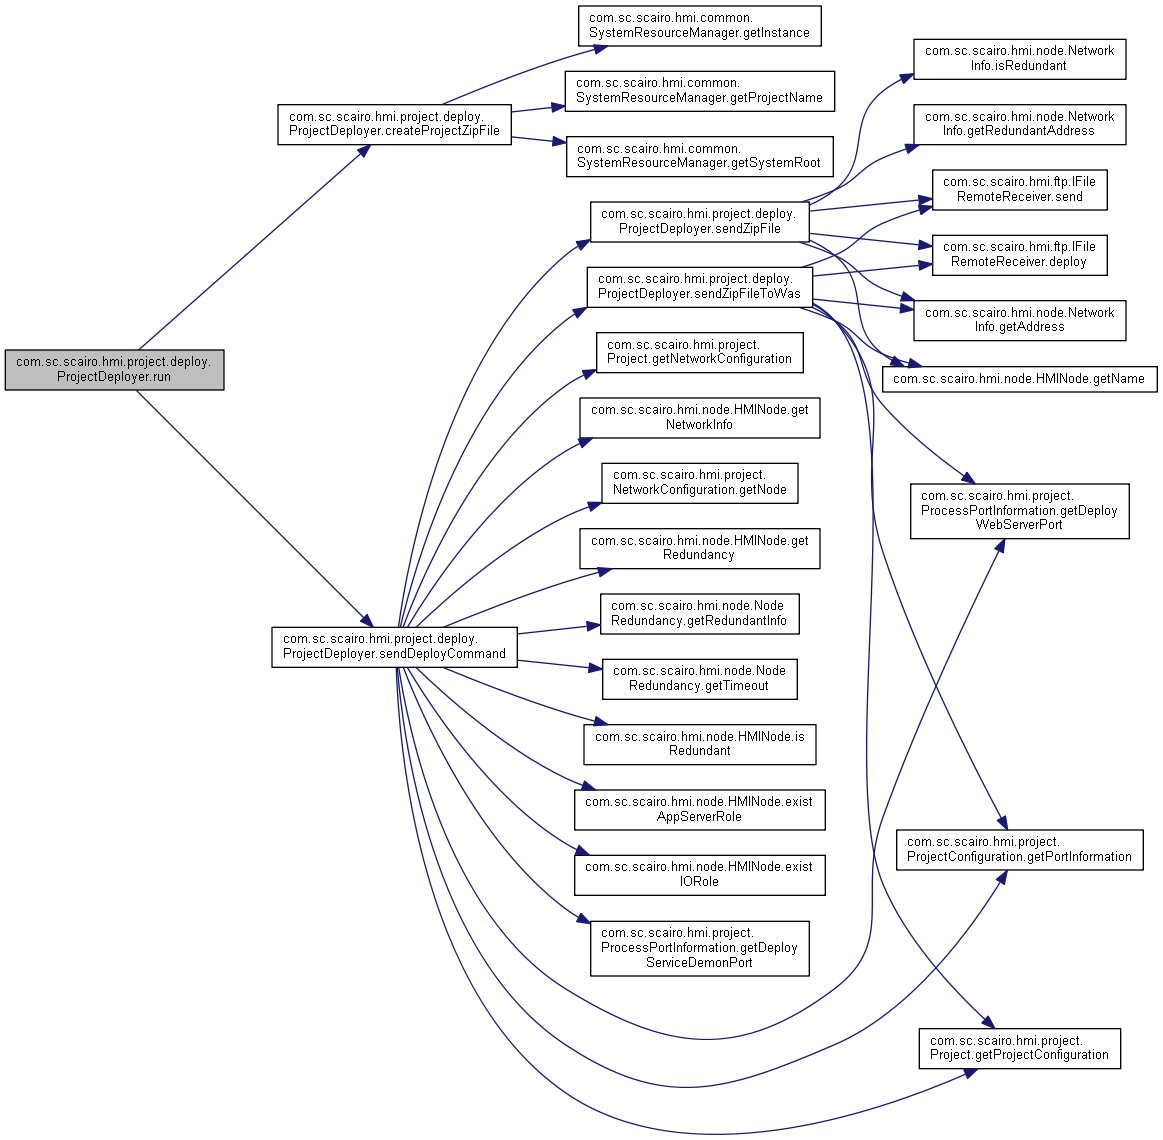 com.sc.scairo.hmi.project.deploy.
ProjectDeployer.run
com.sc.scairo.hmi.project.deploy.
ProjectDeployer.createProjectZipFile
com.sc.scairo.hmi.project.deploy.
ProjectDeployer.sendDeployCommand
com.sc.scairo.hmi.common.
SystemResourceManager.getInstance
com.sc.scairo.hmi.common.
SystemResourceManager.getProjectName
com.sc.scairo.hmi.common.
SystemResourceManager.getSystemRoot
com.sc.scairo.hmi.project.deploy.
ProjectDeployer.sendZipFile
com.sc.scairo.hmi.project.deploy.
ProjectDeployer.sendZipFileToWas
com.sc.scairo.hmi.project.
Project.getNetworkConfiguration
com.sc.scairo.hmi.node.HMINode.get
NetworkInfo
com.sc.scairo.hmi.project.
NetworkConfiguration.getNode
com.sc.scairo.hmi.node.HMINode.get
Redundancy
com.sc.scairo.hmi.node.Node
Redundancy.getRedundantInfo
com.sc.scairo.hmi.node.Node
Redundancy.getTimeout
com.sc.scairo.hmi.node.HMINode.is
Redundant
com.sc.scairo.hmi.node.HMINode.exist
AppServerRole
com.sc.scairo.hmi.node.HMINode.exist
IORole
com.sc.scairo.hmi.project.
ProcessPortInformation.getDeploy
ServiceDemonPort
com.sc.scairo.hmi.node.Network
Info.isRedundant
com.sc.scairo.hmi.node.Network
Info.getRedundantAddress
com.sc.scairo.hmi.ftp.IFile
RemoteReceiver.send
com.sc.scairo.hmi.ftp.IFile
RemoteReceiver.deploy
com.sc.scairo.hmi.node.Network
Info.getAddress
com.sc.scairo.hmi.node.HMINode.getName
com.sc.scairo.hmi.project.
ProcessPortInformation.getDeploy
WebServerPort
com.sc.scairo.hmi.project.
ProjectConfiguration.getPortInformation
com.sc.scairo.hmi.project.
Project.getProjectConfiguration